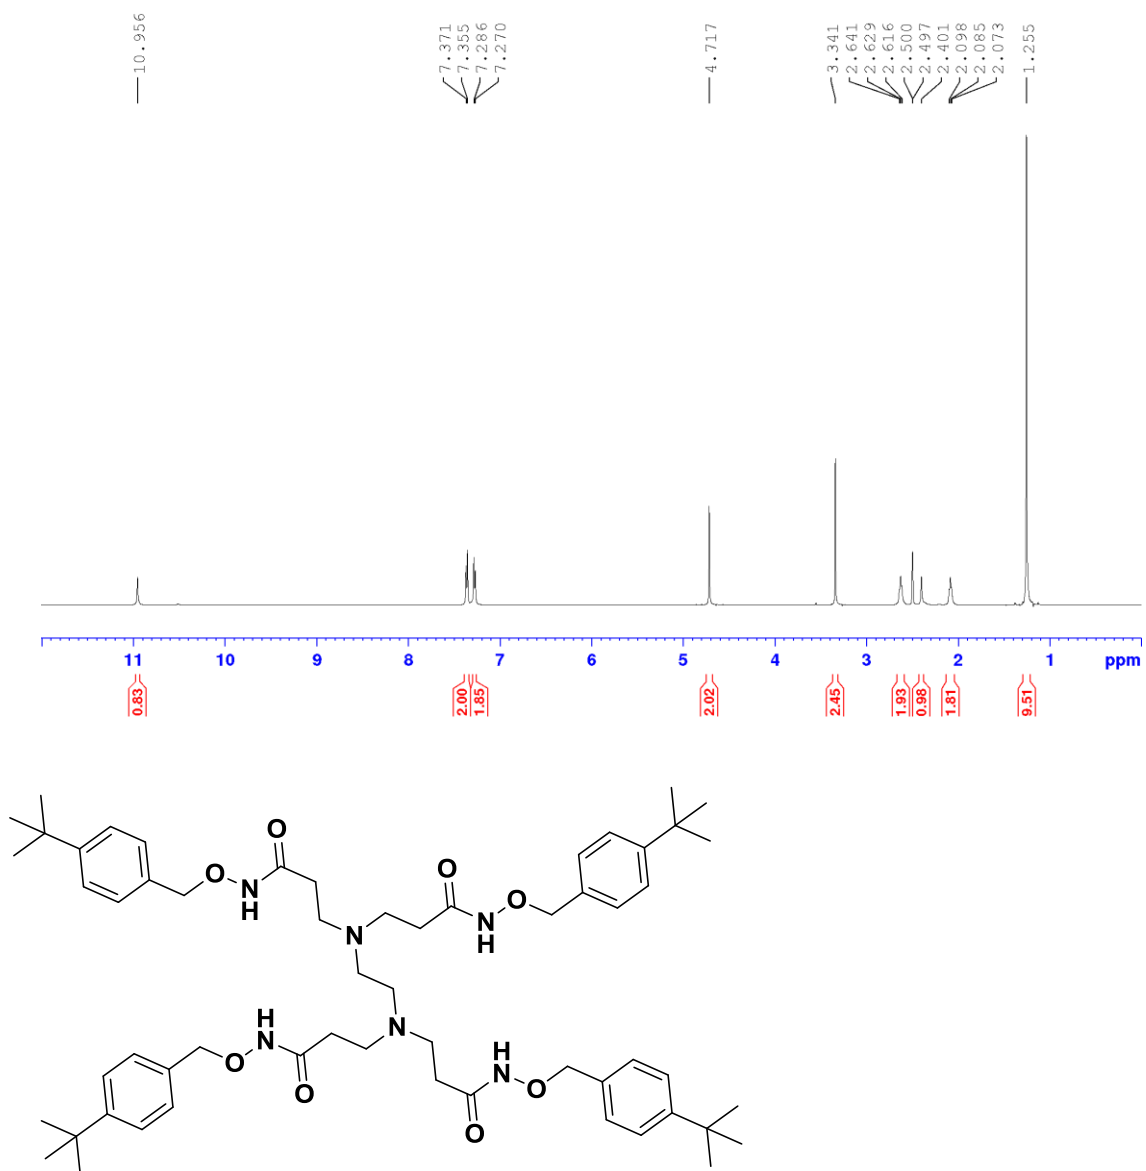 10.956
7.371
7.355
7.286
7.270
4.717
3.341
2.641
2.629
2.616
2.500
2.497
2.401
2.098
2.085
2.073
1.255
11 10 9 8 7 6 5 4 3 2 1 ppm
0.83
2.00
1.85
2.02
2.45
1.93
0.98
1.81
9.51
O
O
O
N
H
O
N
H
N
N
H
N
O
N
O
H
N
O
O
O